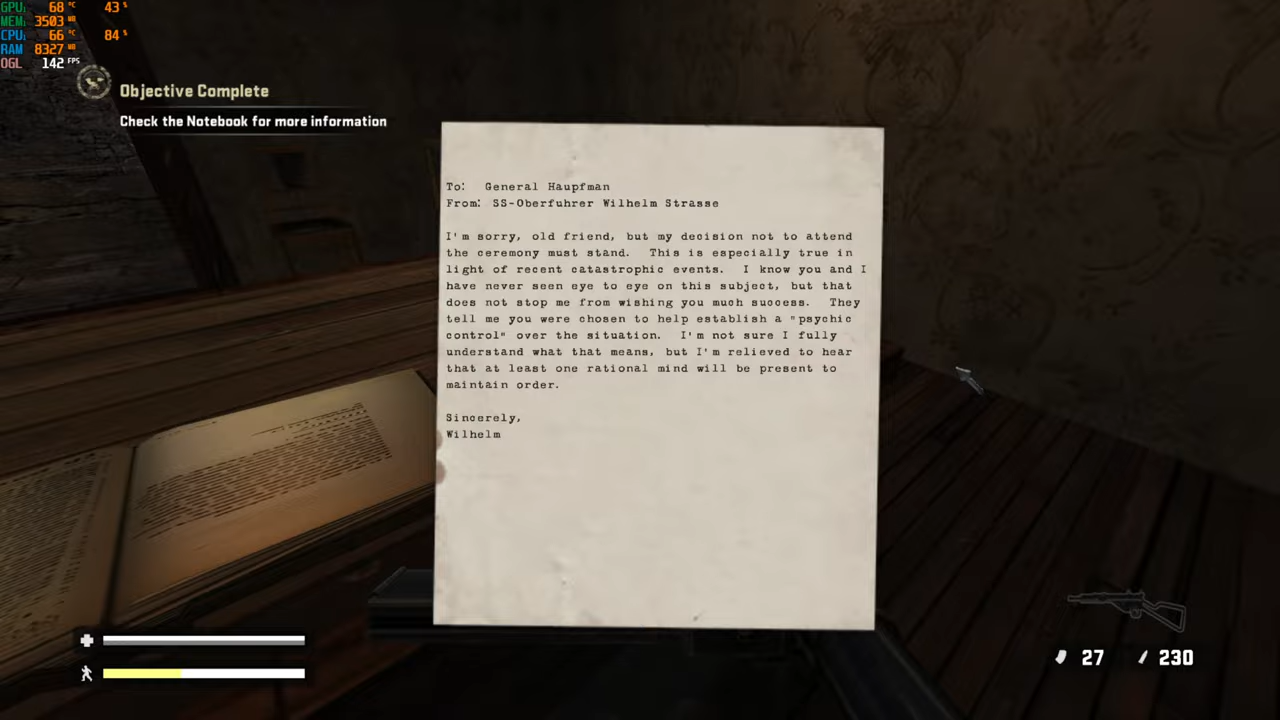 GPU: 68 °C 43 %
MEM: 3503 MB
CPU: 66 °C 84 %
RAM 8327 MB
OGL 142 FPS
Objective Complete
Check the Notebook for more information
To: General Haupfman
From: SS-Oberfuhrer Wilhelm Strasse
I'm sorry, old friend, but my decision not to attend
the ceremony must stand. This is especially true in
light of recent catastrophic events. I know you and I
have never seen eye to eye on this subject, but that
does not stop me from wishing you much success. They
tell me you were chosen to help establish a "psychic
control" over the situation. I'm not sure I fully
understand what that means, but I'm relieved to hear
that at least one rational mind will be present to
maintain order.
Sincerely,
Wilhelm
27 230